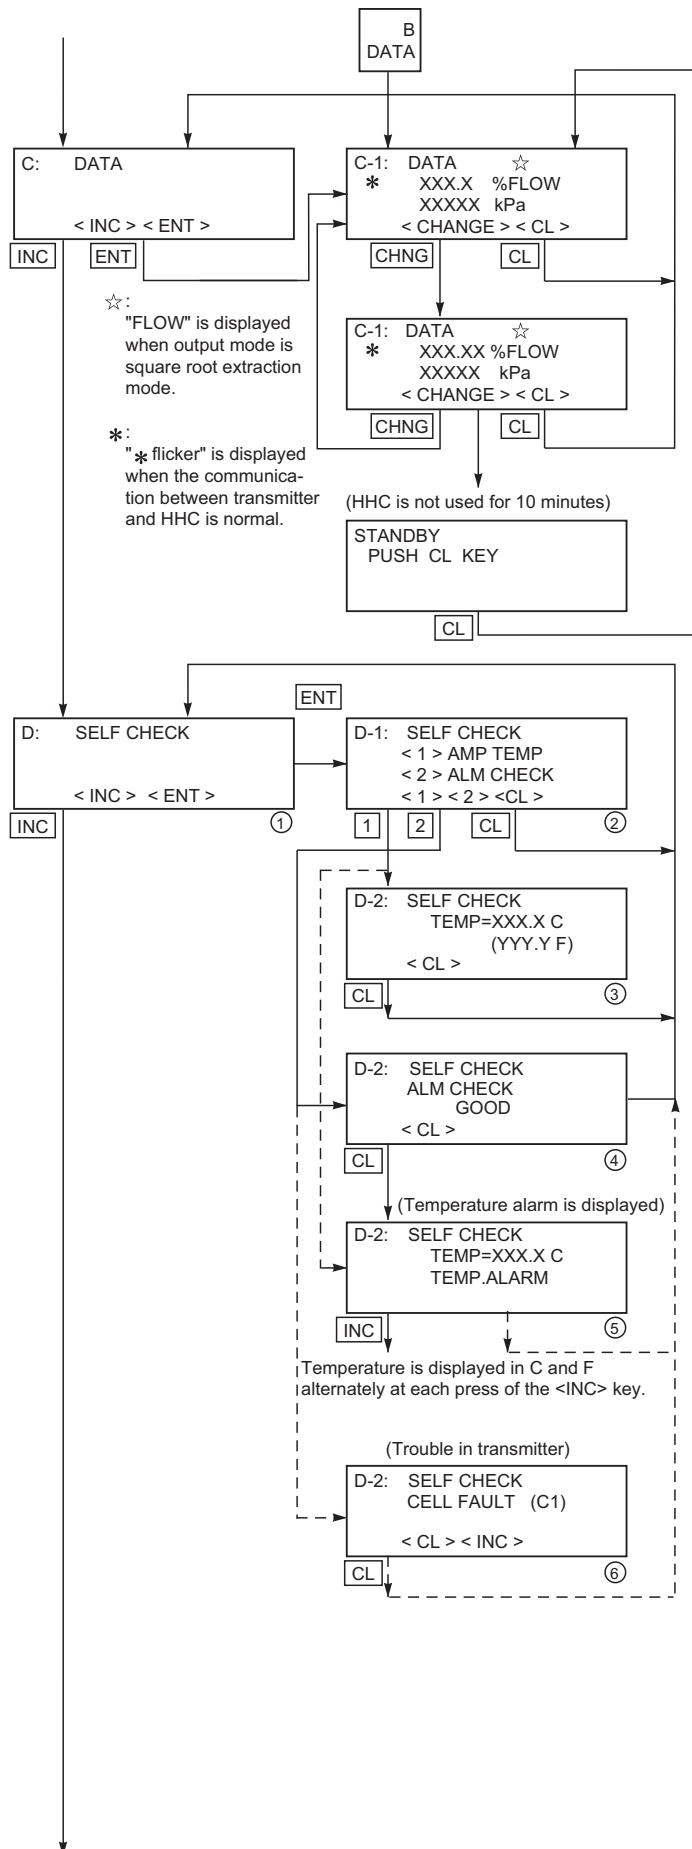 B
DATA
C: DATA
< INC > < ENT >
INC
ENT
C-1: DATA ☆
* XXX.X %FLOW
XXXXX kPa
< CHANGE > < CL >
CHNG
CL
☆:
"FLOW" is displayed
when output mode is
square root extraction
mode.
*:
"* flicker" is displayed
when the communica-
tion between transmitter
and HHC is normal.
C-1: DATA ☆
* XXX.XX %FLOW
XXXXX kPa
< CHANGE > < CL >
CHNG
CL
(HHC is not used for 10 minutes)
STANDBY
PUSH CL KEY
CL
D: SELF CHECK
< INC > < ENT >
INC
①
ENT
D-1: SELF CHECK
< 1 > AMP TEMP
< 2 > ALM CHECK
< 1 > < 2 > <CL >
1
2
CL
②
D-2: SELF CHECK
TEMP=XXX.X C
(YYY.Y F)
< CL >
CL
③
D-2: SELF CHECK
ALM CHECK
GOOD
< CL >
CL
④
(Temperature alarm is displayed)
D-2: SELF CHECK
TEMP=XXX.X C
TEMP.ALARM
INC
⑤
Temperature is displayed in C and F
alternately at each press of the <INC> key.
(Trouble in transmitter)
D-2: SELF CHECK
CELL FAULT (C1)
< CL > < INC >
CL
⑥